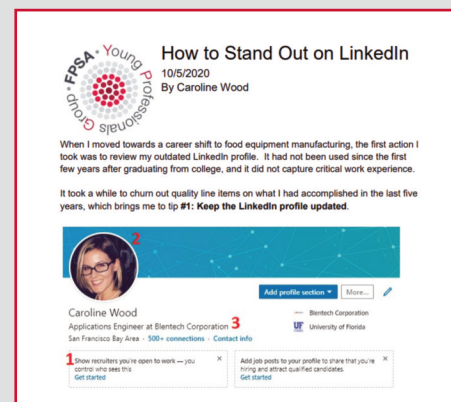 FPSA • Young Professionals Group •
How to Stand Out on LinkedIn
10/5/2020
By Caroline Wood
When I moved towards a career shift to food equipment manufacturing, the first action I
took was to review my outdated LinkedIn profile. It had not been used since the first
few years after graduating from college, and it did not capture critical work experience.
It took a while to churn out quality line items on what I had accomplished in the last five
years, which brings me to tip #1: Keep the LinkedIn profile updated.
2
Add profile section
More...
Caroline Wood
Applications Engineer at Blentech Corporation 3
San Francisco Bay Area · 500+ connections · Contact info
Blentech Corporation
UF University of Florida
1 Show recruiters you're open to work — you
control who sees this
Get started
Add job posts to your profile to share that you're
hiring and attract qualified candidates.
Get started